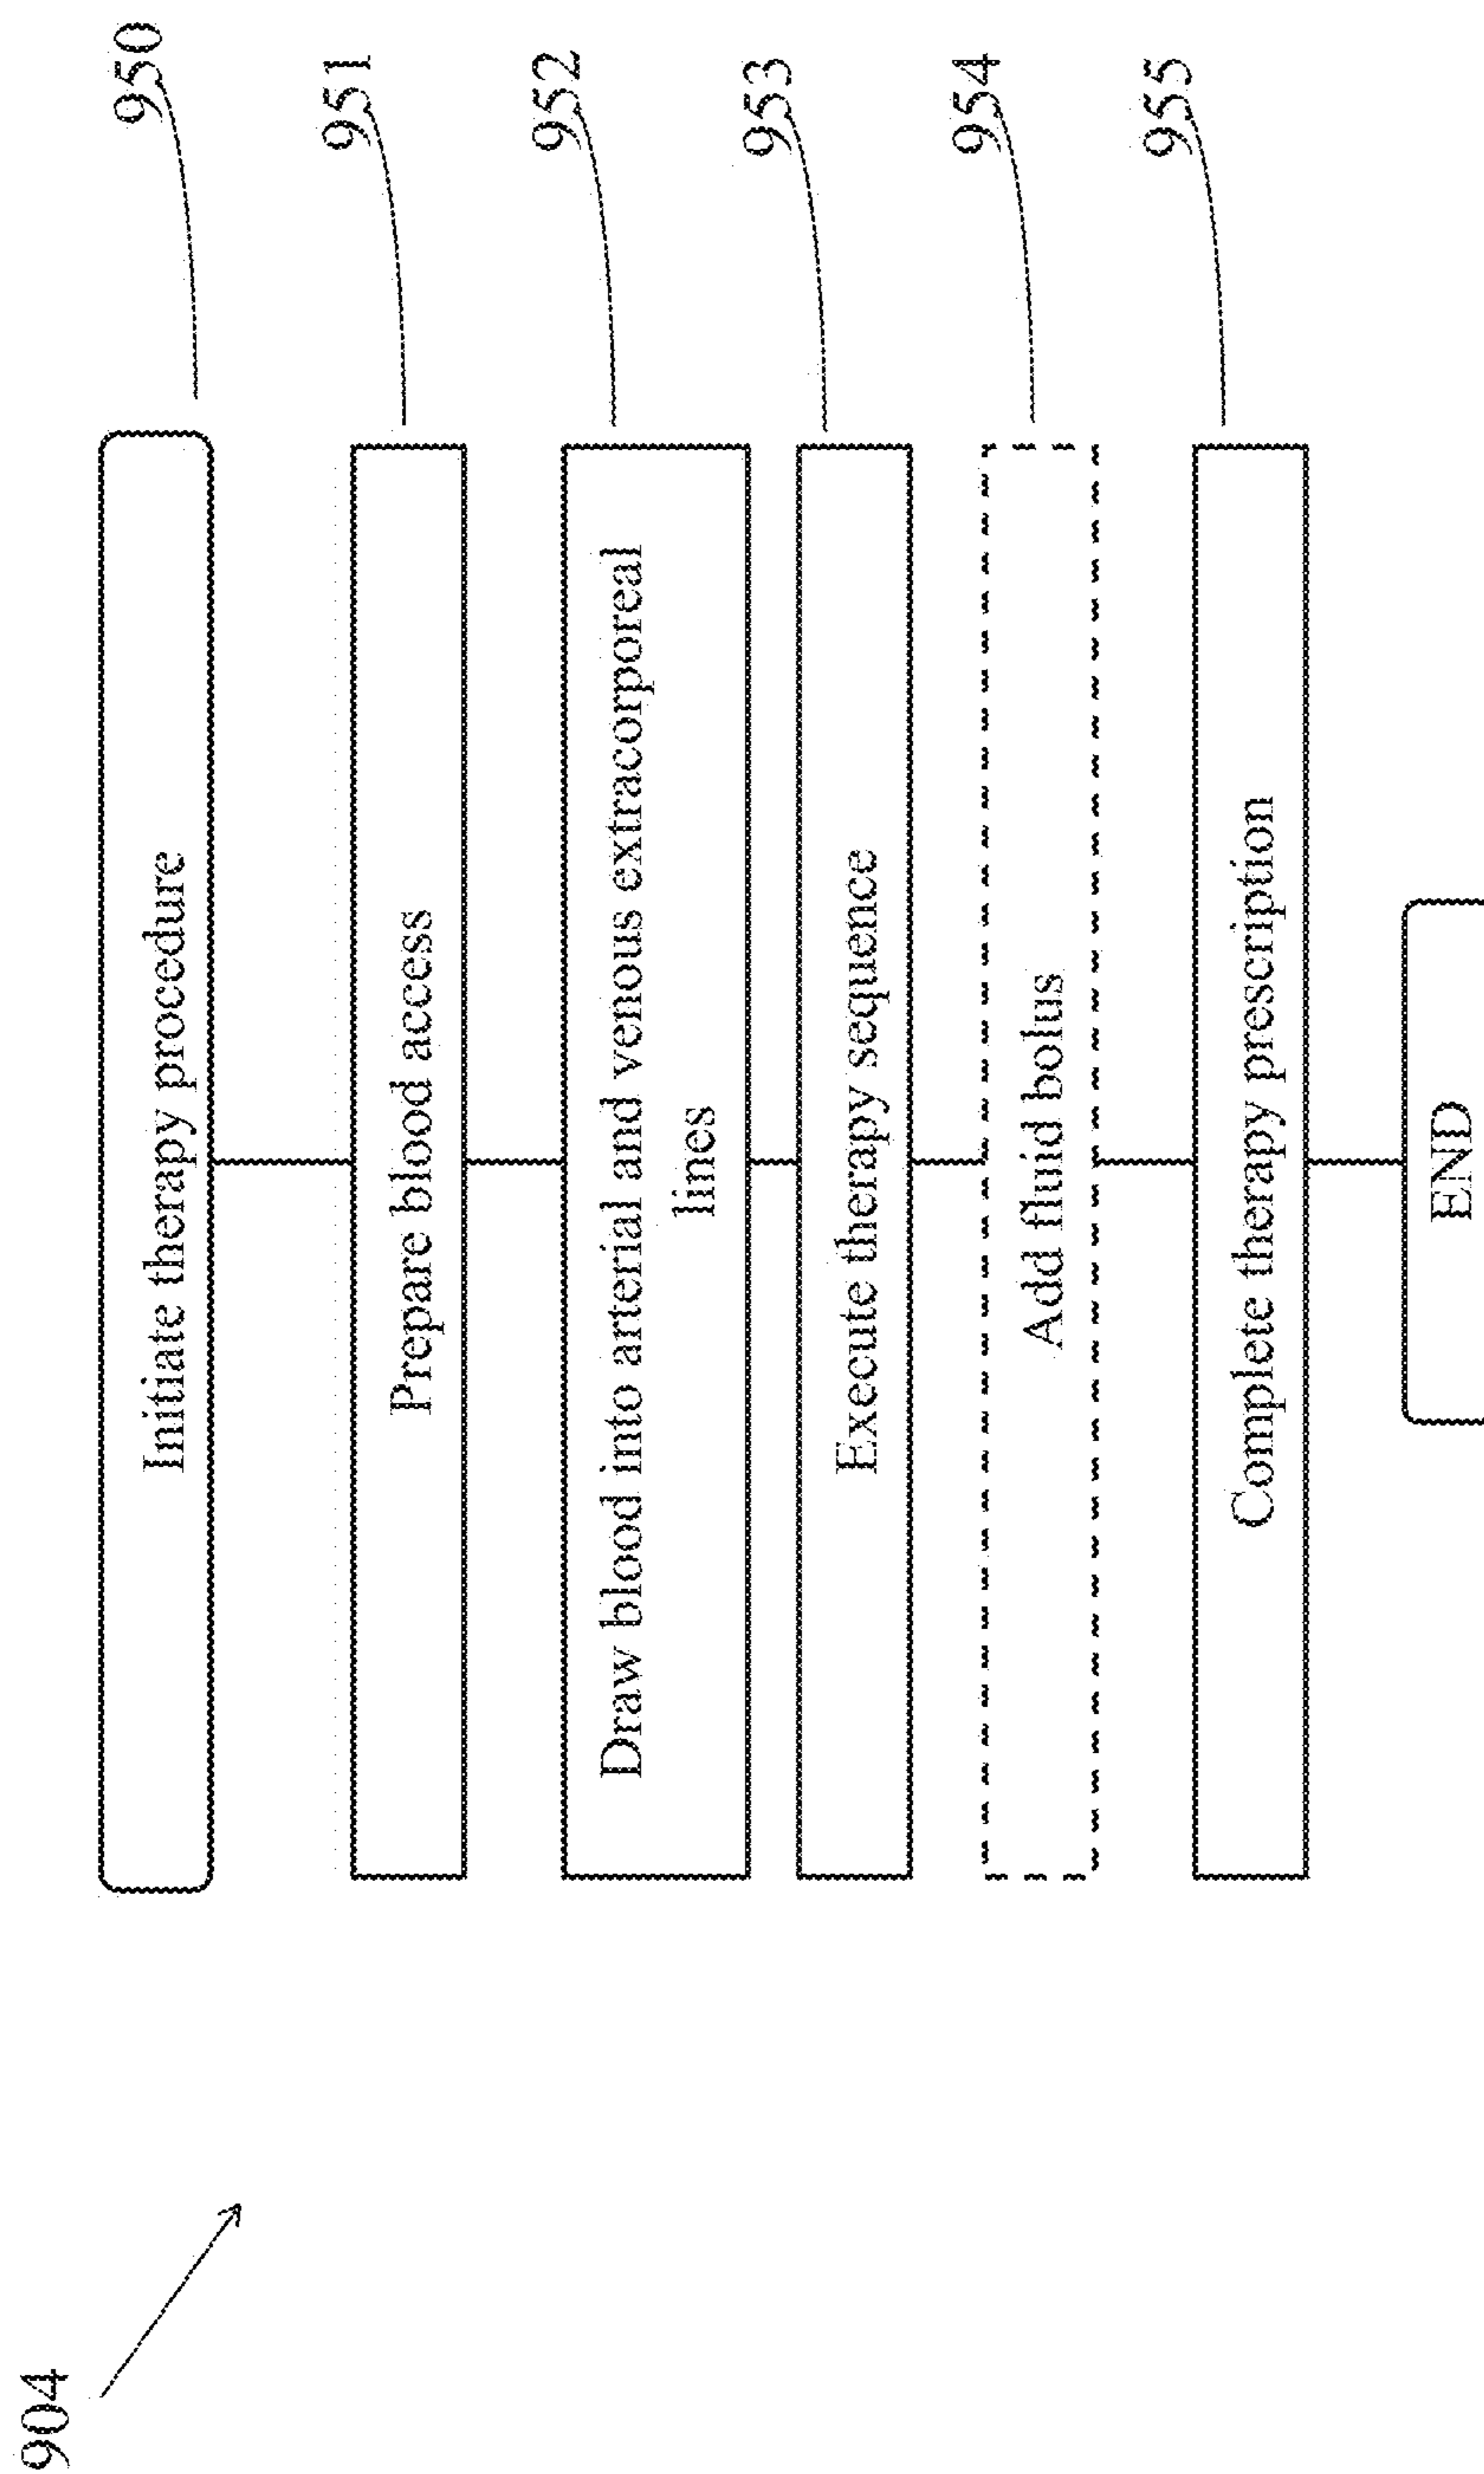 904
Initiate therapy procedure
950
Prepare blood access
951
Draw blood into arterial and venous extracorporeal
lines
952
Execute therapy sequence
953
Add fluid bolus
954
Complete therapy prescription
955
END